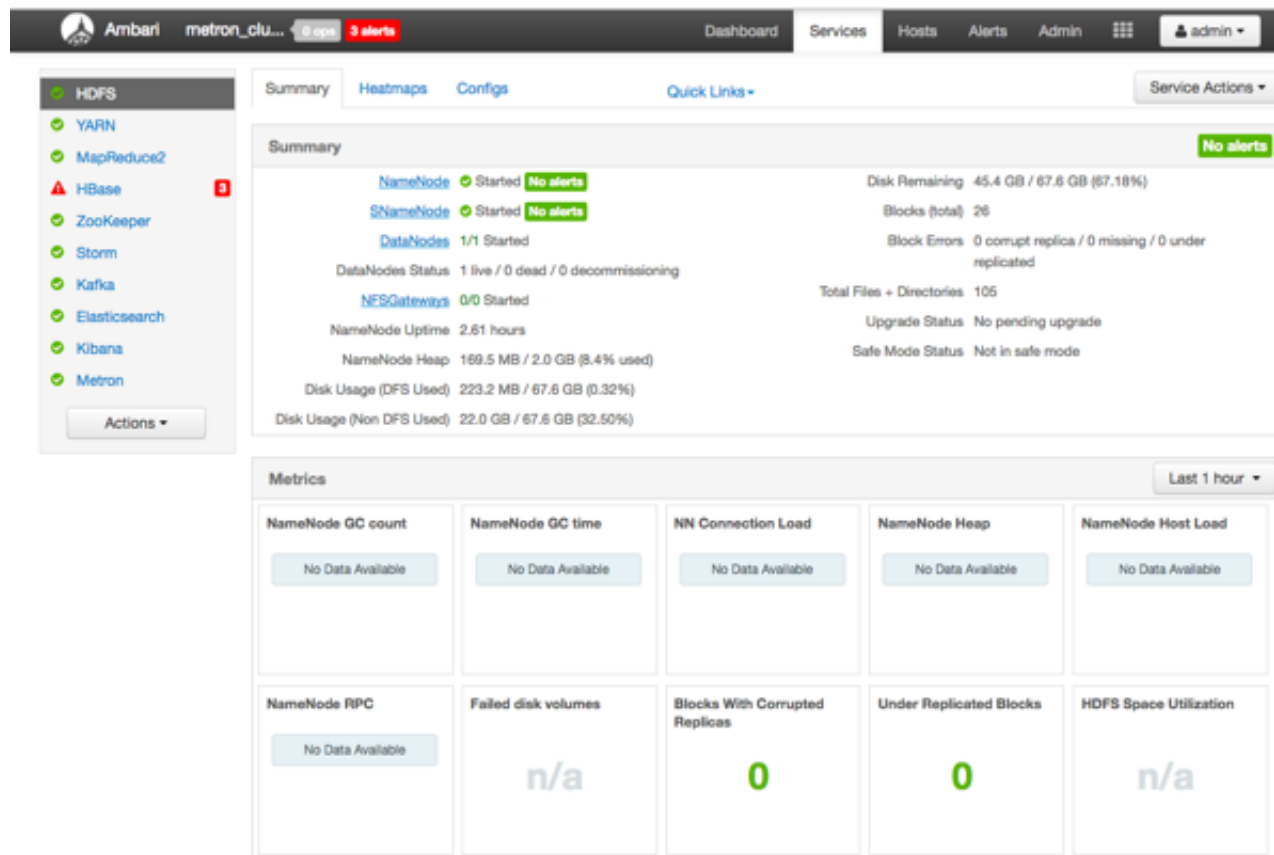 Ambari metron_clu... 0 ops 3 alerts Dashboard Services Hosts Alerts Admin admin
HDFS
YARN
MapReduce2
HBase 3
ZooKeeper
Storm
Kafka
Elasticsearch
Kibana
Metron
Actions
Summary Heatmaps Configs Quick Links Service Actions
Summary No alerts
NameNode Started No alerts
SNameNode Started No alerts
DataNodes 1/1 Started
DataNodes Status 1 live / 0 dead / 0 decommissioning
NFSGateways 0/0 Started
NameNode Uptime 2.61 hours
NameNode Heap 169.5 MB / 2.0 GB (8.4% used)
Disk Usage (DFS Used) 223.2 MB / 67.6 GB (0.32%)
Disk Usage (Non DFS Used) 22.0 GB / 67.6 GB (32.50%)
Disk Remaining 45.4 GB / 67.6 GB (67.18%)
Blocks (total) 26
Block Errors 0 corrupt replica / 0 missing / 0 under
replicated
Total Files + Directories 105
Upgrade Status No pending upgrade
Safe Mode Status Not in safe mode
Metrics Last 1 hour
NameNode GC count NameNode GC time NN Connection Load NameNode Heap NameNode Host Load
No Data Available No Data Available No Data Available No Data Available No Data Available
NameNode RPC Failed disk volumes Blocks With Corrupted Under Replicated Blocks HDFS Space Utilization
Replicas
No Data Available n/a 0 0 n/a